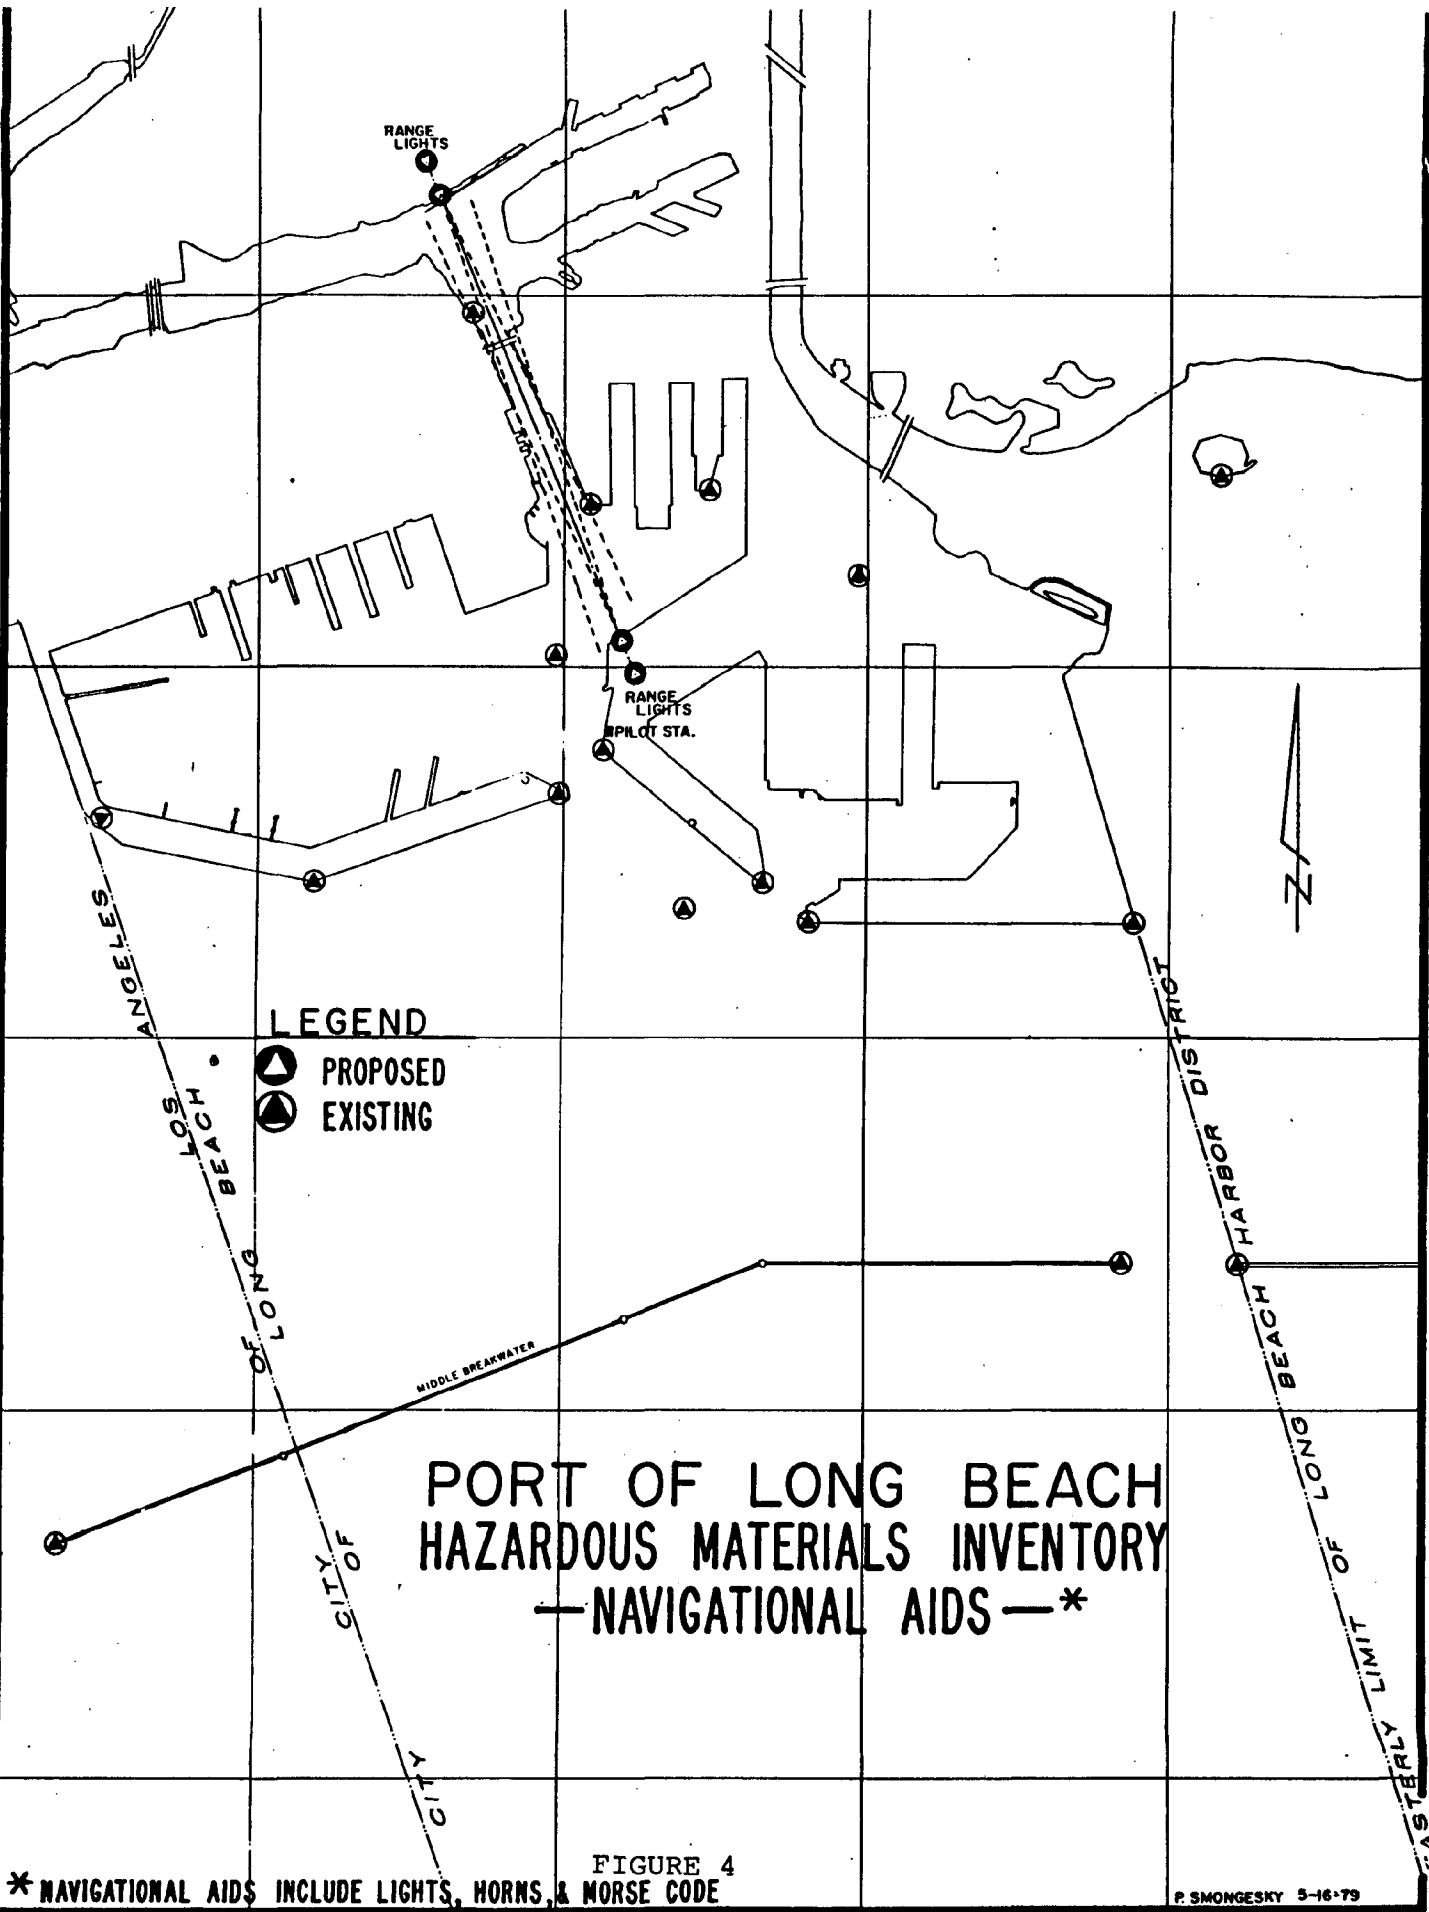 RANGE
LIGHTS
RANGE
LIGHTS
PILOT STA.
N
LEGEND
PROPOSED
EXISTING
CITY OF LOS ANGELES
CITY OF LONG BEACH
EASTERLY LIMIT OF LONG BEACH HARBOR DISTRICT
MIDDLE BREAKWATER
PORT OF LONG BEACH
HAZARDOUS MATERIALS INVENTORY
—NAVIGATIONAL AIDS—*
FIGURE 4
* NAVIGATIONAL AIDS INCLUDE LIGHTS, HORNS, & MORSE CODE
P. SMONGESKY 5-16-79